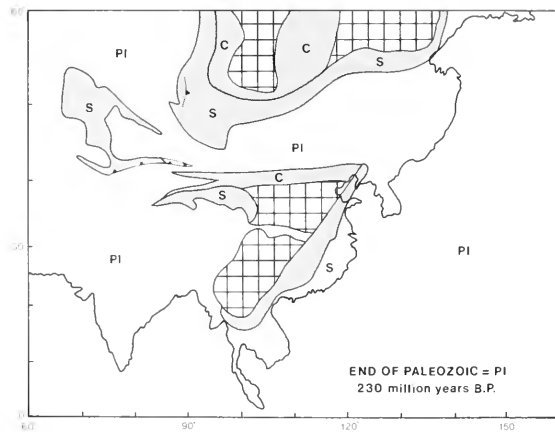 PI
C
C
S
S
S
PI
C
S
PI
PI
S
END OF PALEOZOIC = PI
230 million years B.P.
60
90°
120
150